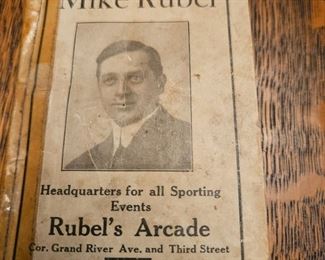 Mike Rubel
Headquarters for all Sporting
Events
Rubel's Arcade
Cor. Grand River Ave. and Third Street